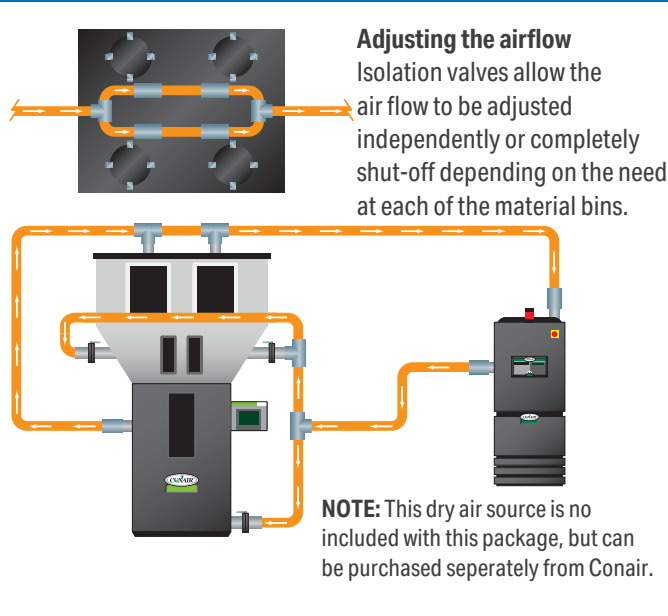 Adjusting the airflow
Isolation valves allow the
air flow to be adjusted
independently or completely
shut-off depending on the need
at each of the material bins.
CONAIR
NOTE: This dry air source is no
included with this package, but can
be purchased seperately from Conair.